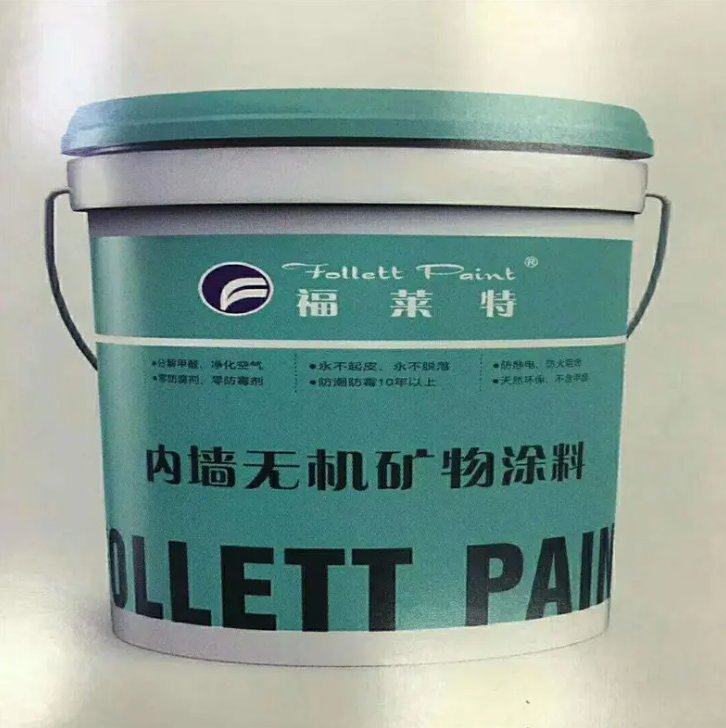 Follett Paint®
福莱特
•分解甲醛、净化空气
•零防腐剂、零防霉剂
•永不起皮、永不脱落
•防潮防霉10年以上
•防静电、防火阻燃
•天然环保、不含甲醛
内墙无机矿物涂料
OLLETT PAIN